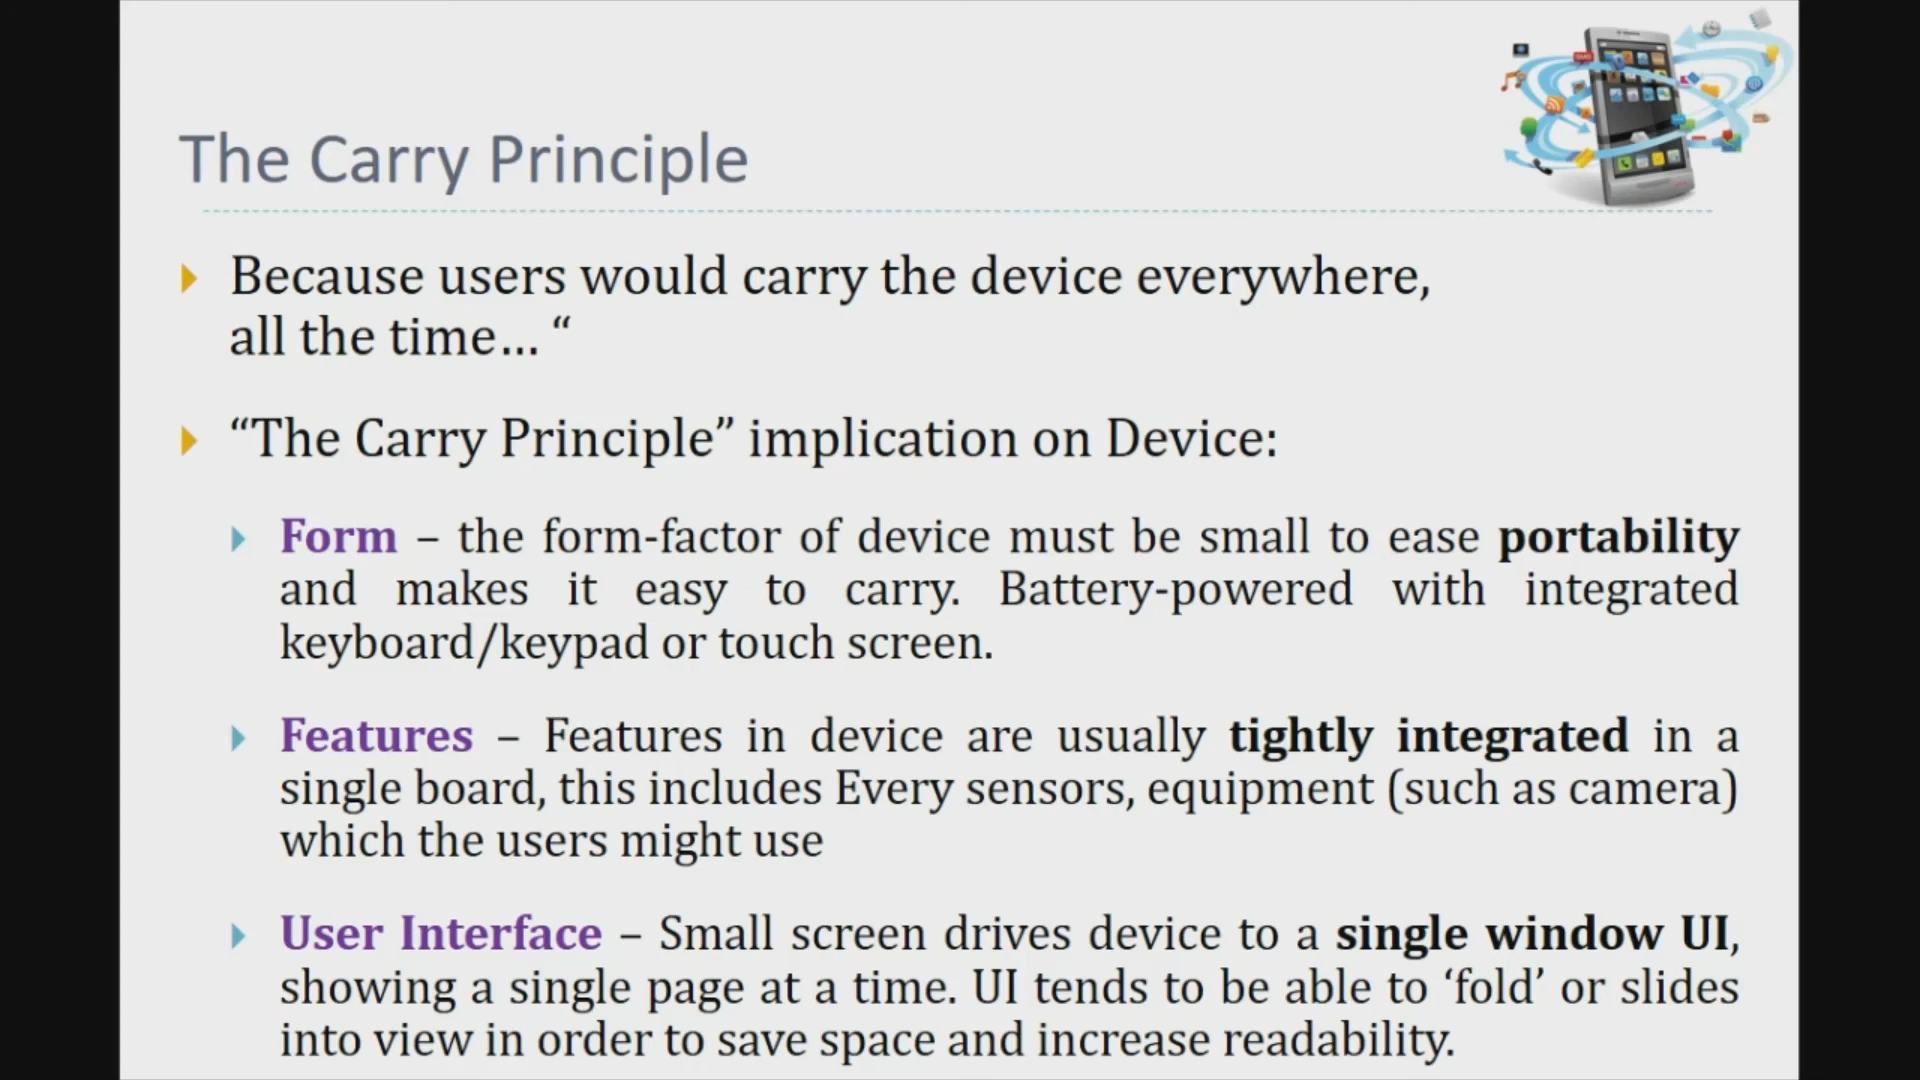 The Carry Principle
Because users would carry the device everywhere,
all the time… “
“The Carry Principle” implication on Device:
Form – the form-factor of device must be small to ease portability
and makes it easy to carry. Battery-powered with integrated
keyboard/keypad or touch screen.
Features – Features in device are usually tightly integrated in a
single board, this includes Every sensors, equipment (such as camera)
which the users might use
User Interface – Small screen drives device to a single window UI,
showing a single page at a time. UI tends to be able to ‘fold’ or slides
into view in order to save space and increase readability.